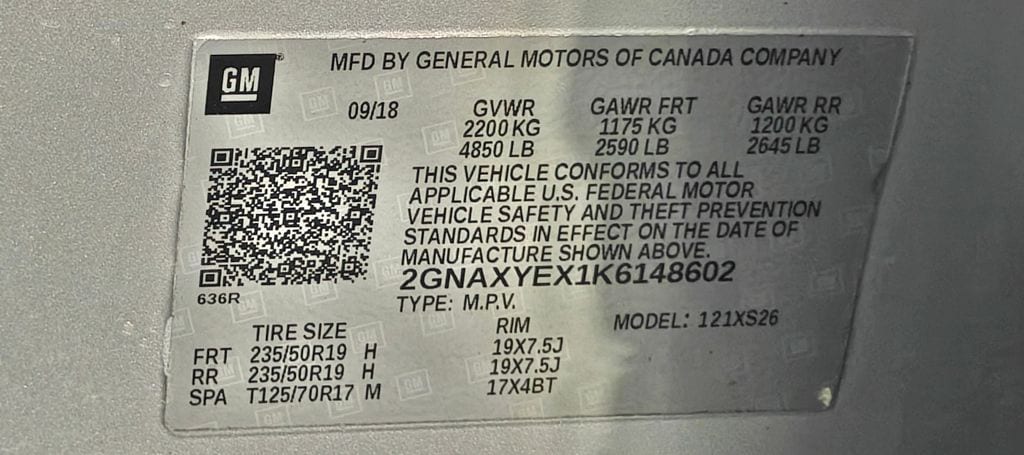 GM
MFD BY GENERAL MOTORS OF CANADA COMPANY
09/18 GVWR GAWR FRT GAWR RR
2200 KG 1175 KG 1200 KG
4850 LB 2590 LB 2645 LB
THIS VEHICLE CONFORMS TO ALL
APPLICABLE U.S. FEDERAL MOTOR
VEHICLE SAFETY AND THEFT PREVENTION
STANDARDS IN EFFECT ON THE DATE OF
MANUFACTURE SHOWN ABOVE.
2GNAXYEX1K6148602
636R
TYPE: M.P.V.
MODEL: 121XS26
TIRE SIZE RIM
FRT 235/50R19 H 19X7.5J
RR 235/50R19 H 19X7.5J
SPA T125/70R17 M 17X4BT